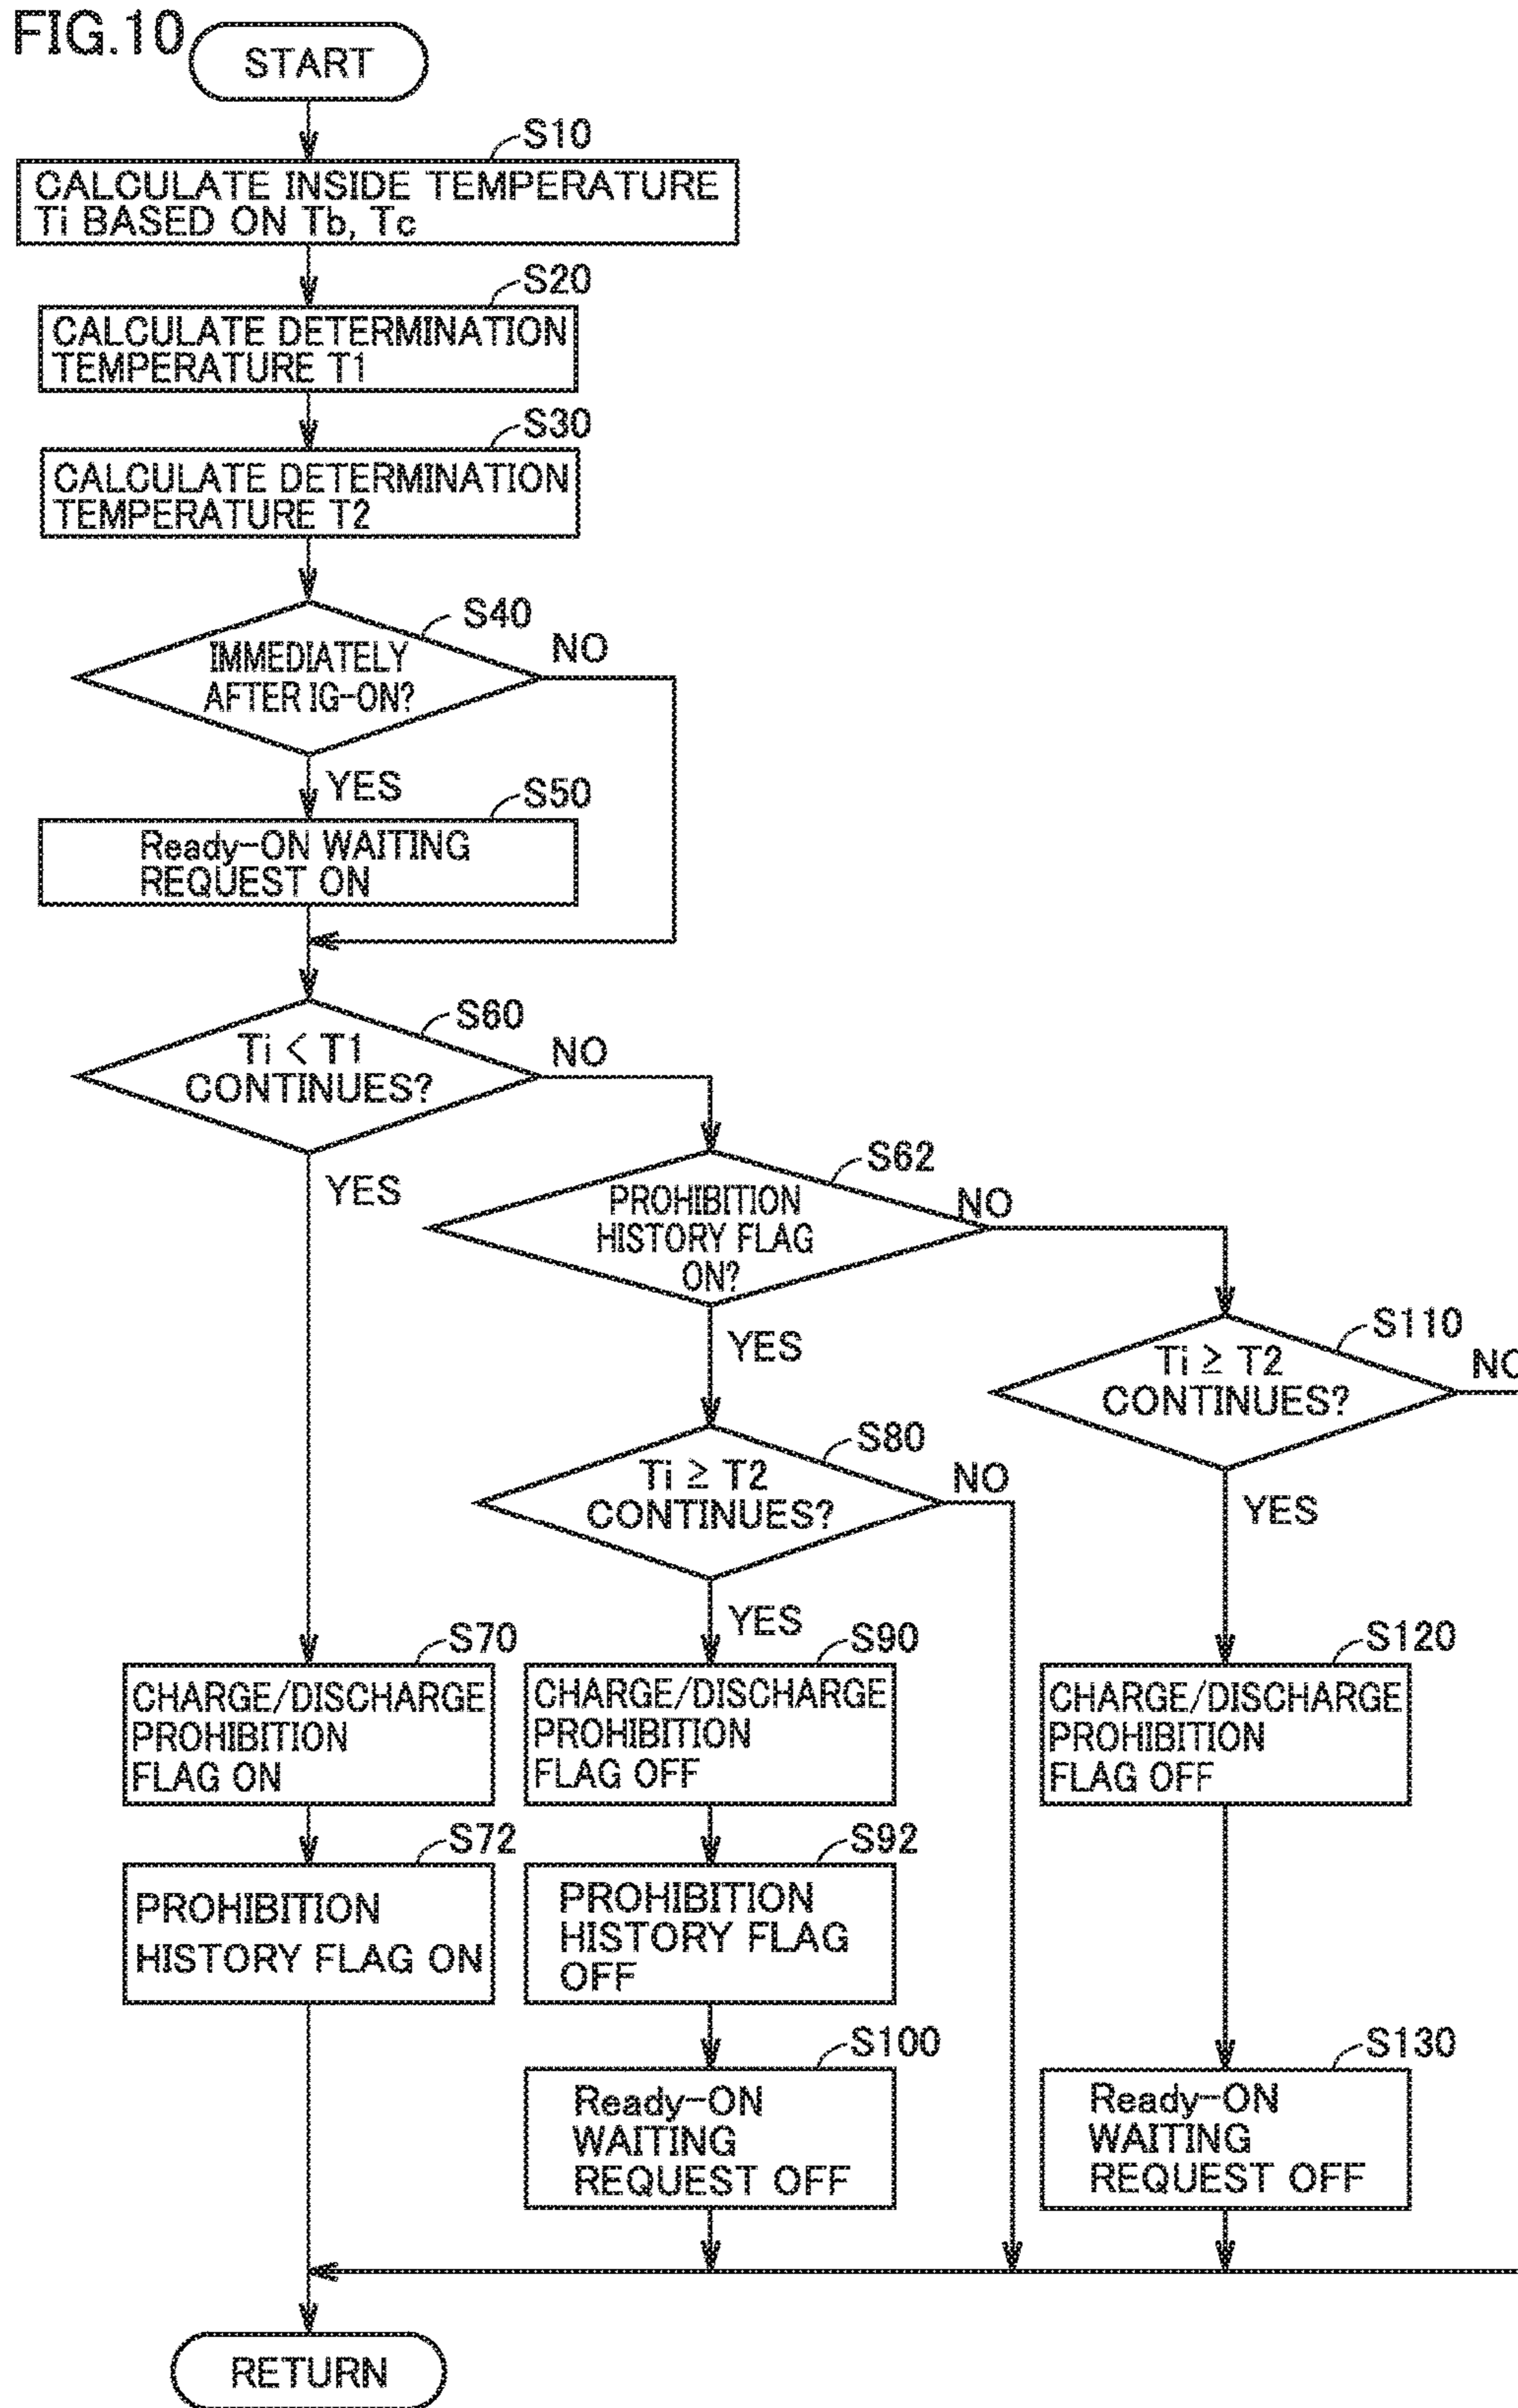 FIG.10
START
S10
CALCULATE INSIDE TEMPERATURE
Ti BASED ON Tb, Tc
S20
CALCULATE DETERMINATION
TEMPERATURE T1
S30
CALCULATE DETERMINATION
TEMPERATURE T2
S40
IMMEDIATELY
AFTER IG-ON?
NO
YES
S50
Ready-ON WAITING
REQUEST ON
S60
Ti < T1
CONTINUES?
NO
YES
S62
PROHIBITION
HISTORY FLAG
ON?
NO
YES
S110
Ti ≥ T2
CONTINUES?
NO
YES
S80
Ti ≥ T2
CONTINUES?
NO
YES
S70
CHARGE/DISCHARGE
PROHIBITION
FLAG ON
S90
CHARGE/DISCHARGE
PROHIBITION
FLAG OFF
S120
CHARGE/DISCHARGE
PROHIBITION
FLAG OFF
S72
PROHIBITION
HISTORY FLAG ON
S92
PROHIBITION
HISTORY FLAG
OFF
S100
Ready-ON
WAITING
REQUEST OFF
S130
Ready-ON
WAITING
REQUEST OFF
RETURN